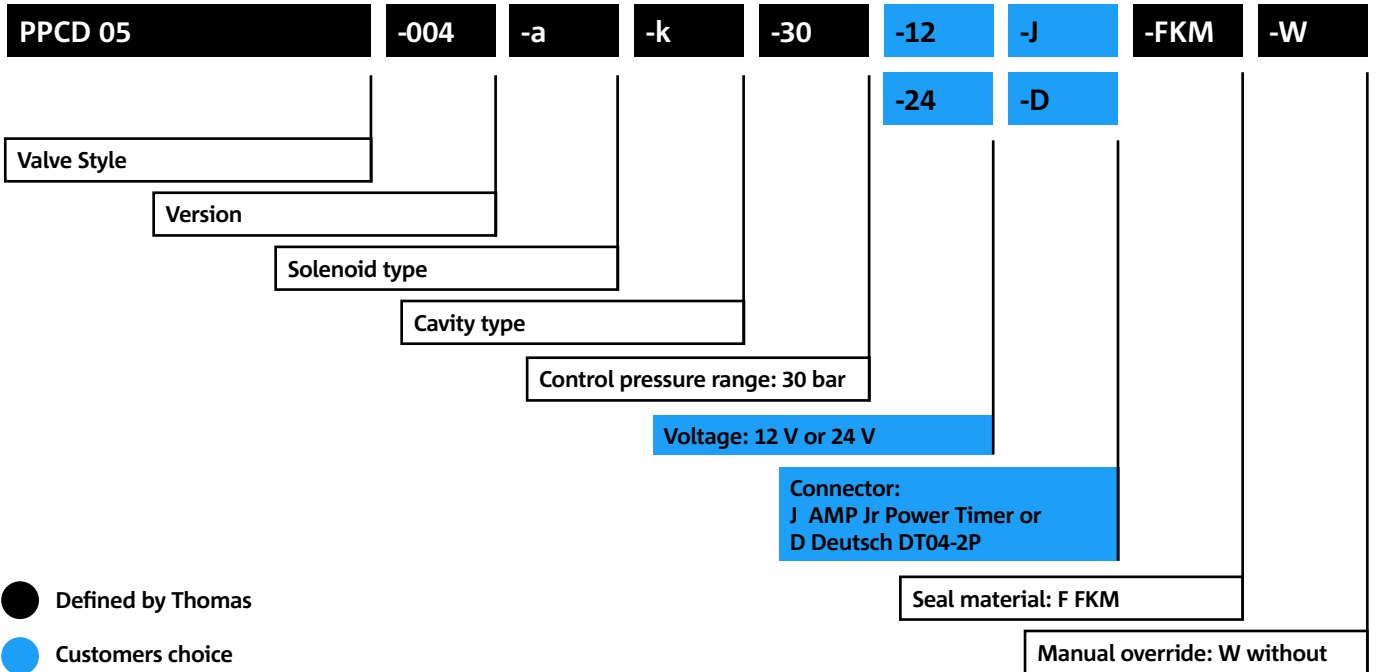 PPCD 05 -004 -a -k -30 -12 -J -FKM -W
-24 -D
Valve Style
Version
Solenoid type
Cavity type
Control pressure range: 30 bar
Voltage: 12 V or 24 V
Connector:
J AMP Jr Power Timer or
D Deutsch DT04-2P
Defined by Thomas
Seal material: F FKM
Customers choice
Manual override: W without